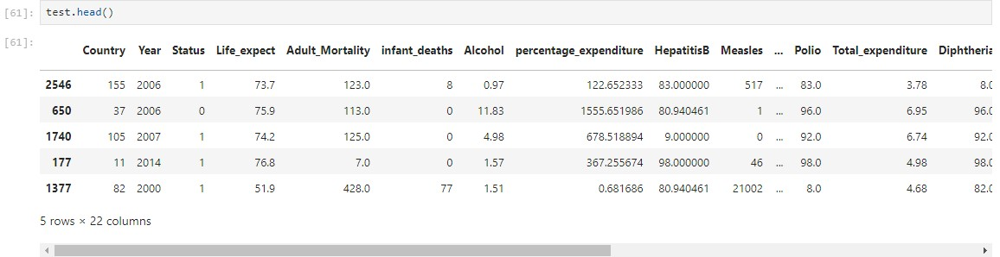 [61]: test.head()
[61]:
Country Year Status Life_expect Adult_Mortality infant_deaths Alcohol percentage_expenditure HepatitisB Measles ... Polio Total_expenditure Diphtheria
2546 155 2006 1 73.7 123.0 8 0.97 122.652333 83.000000 517 ... 83.0 3.78 8.0
650 37 2006 0 75.9 113.0 0 11.83 1555.651986 80.940461 1 ... 96.0 6.95 96.0
1740 105 2007 1 74.2 125.0 0 4.98 678.518894 9.000000 0 ... 92.0 6.74 92.0
177 11 2014 1 76.8 7.0 0 1.57 367.255674 98.000000 46 ... 98.0 4.98 98.0
1377 82 2000 1 51.9 428.0 77 1.51 0.681686 80.940461 21002 ... 8.0 4.68 82.0
5 rows × 22 columns